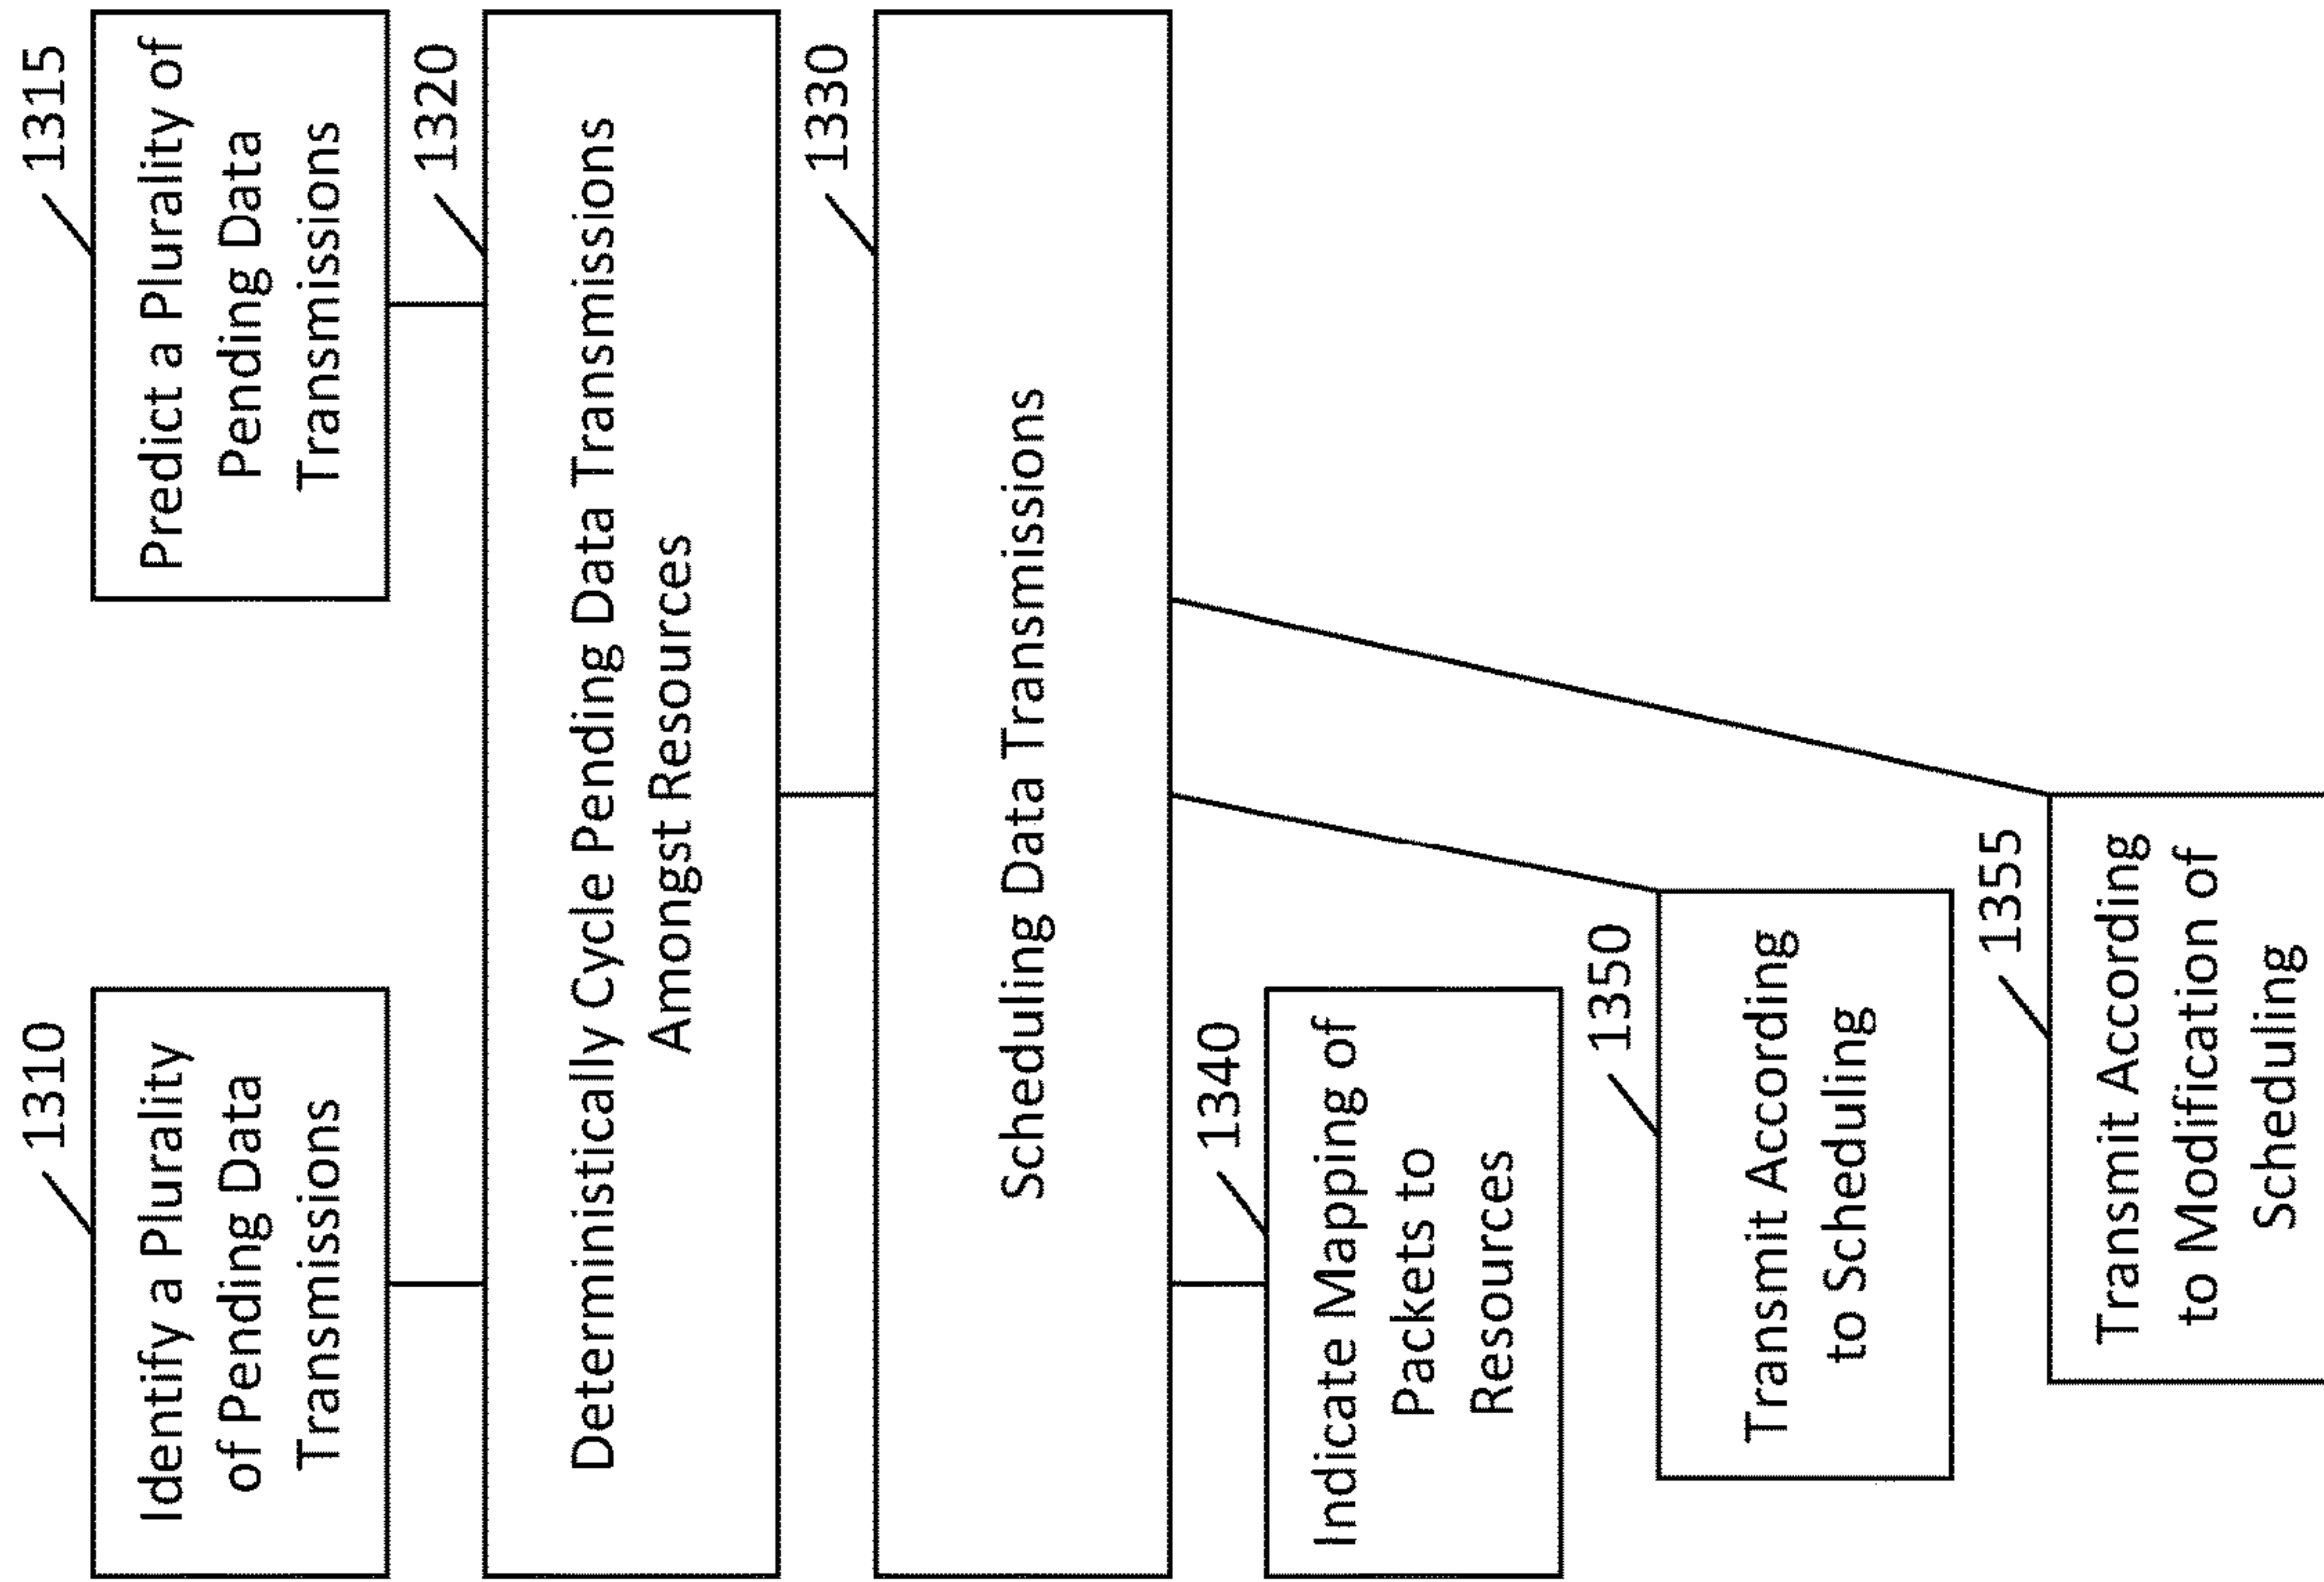 1310
Identify a Plurality
of Pending Data
Transmissions
1315
Predict a Plurality of
Pending Data
Transmissions
1320
Deterministically Cycle Pending Data Transmissions
Amongst Resources
1330
Scheduling Data Transmissions
1340
Indicate Mapping of
Packets to
Resources
1350
Transmit According
to Scheduling
1355
Transmit According
to Modification of
Scheduling